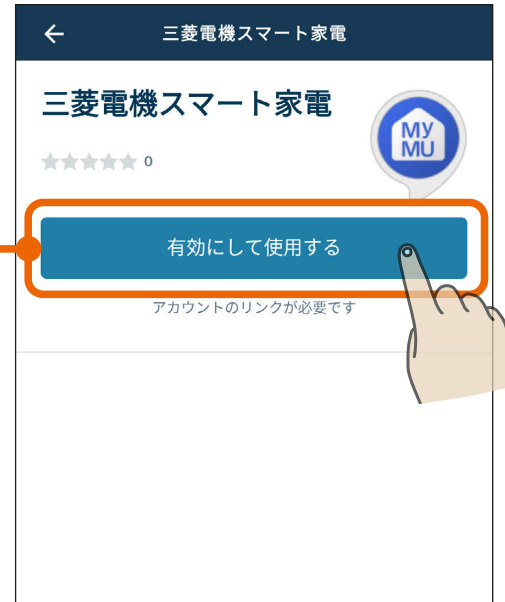 三菱電機スマート家電
三菱電機スマート家電
MY
MU
0
有効にして使用する
アカウントのリンクが必要です